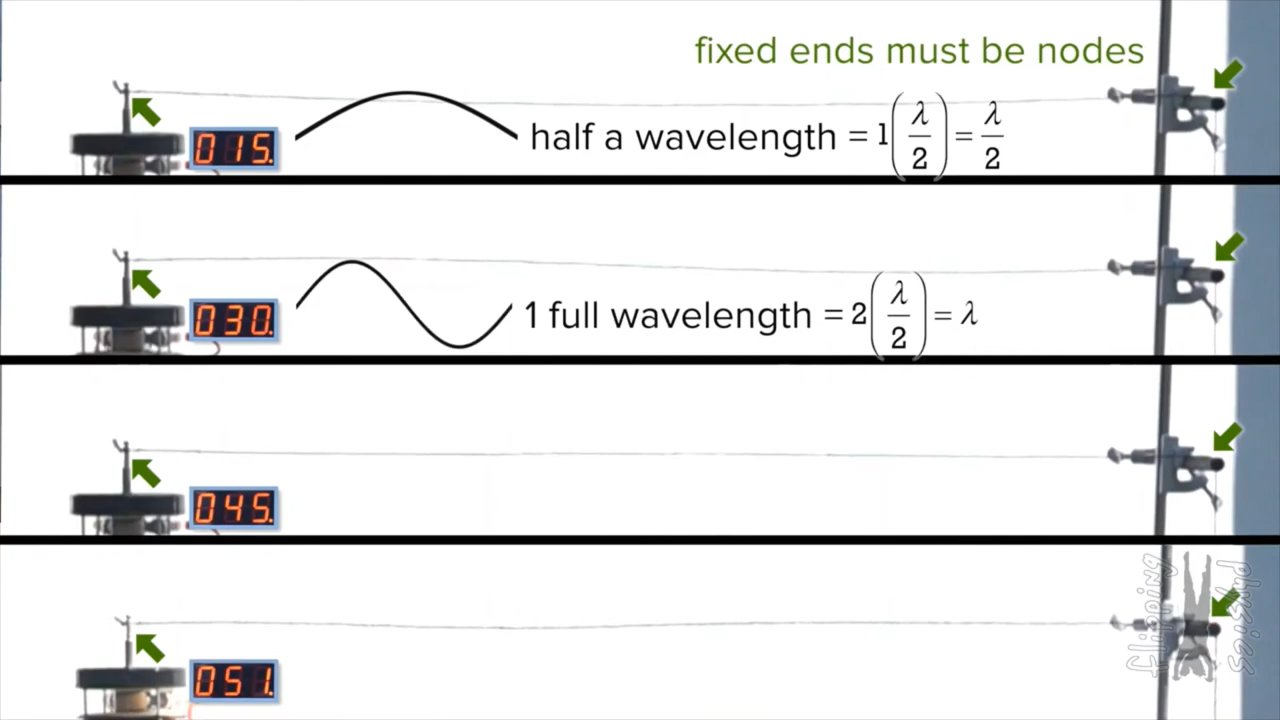 fixed ends must be nodes
015.
half a wavelength = 1(λ/2) = λ/2
030.
1 full wavelength = 2(λ/2) = λ
045.
051.
flipping physics